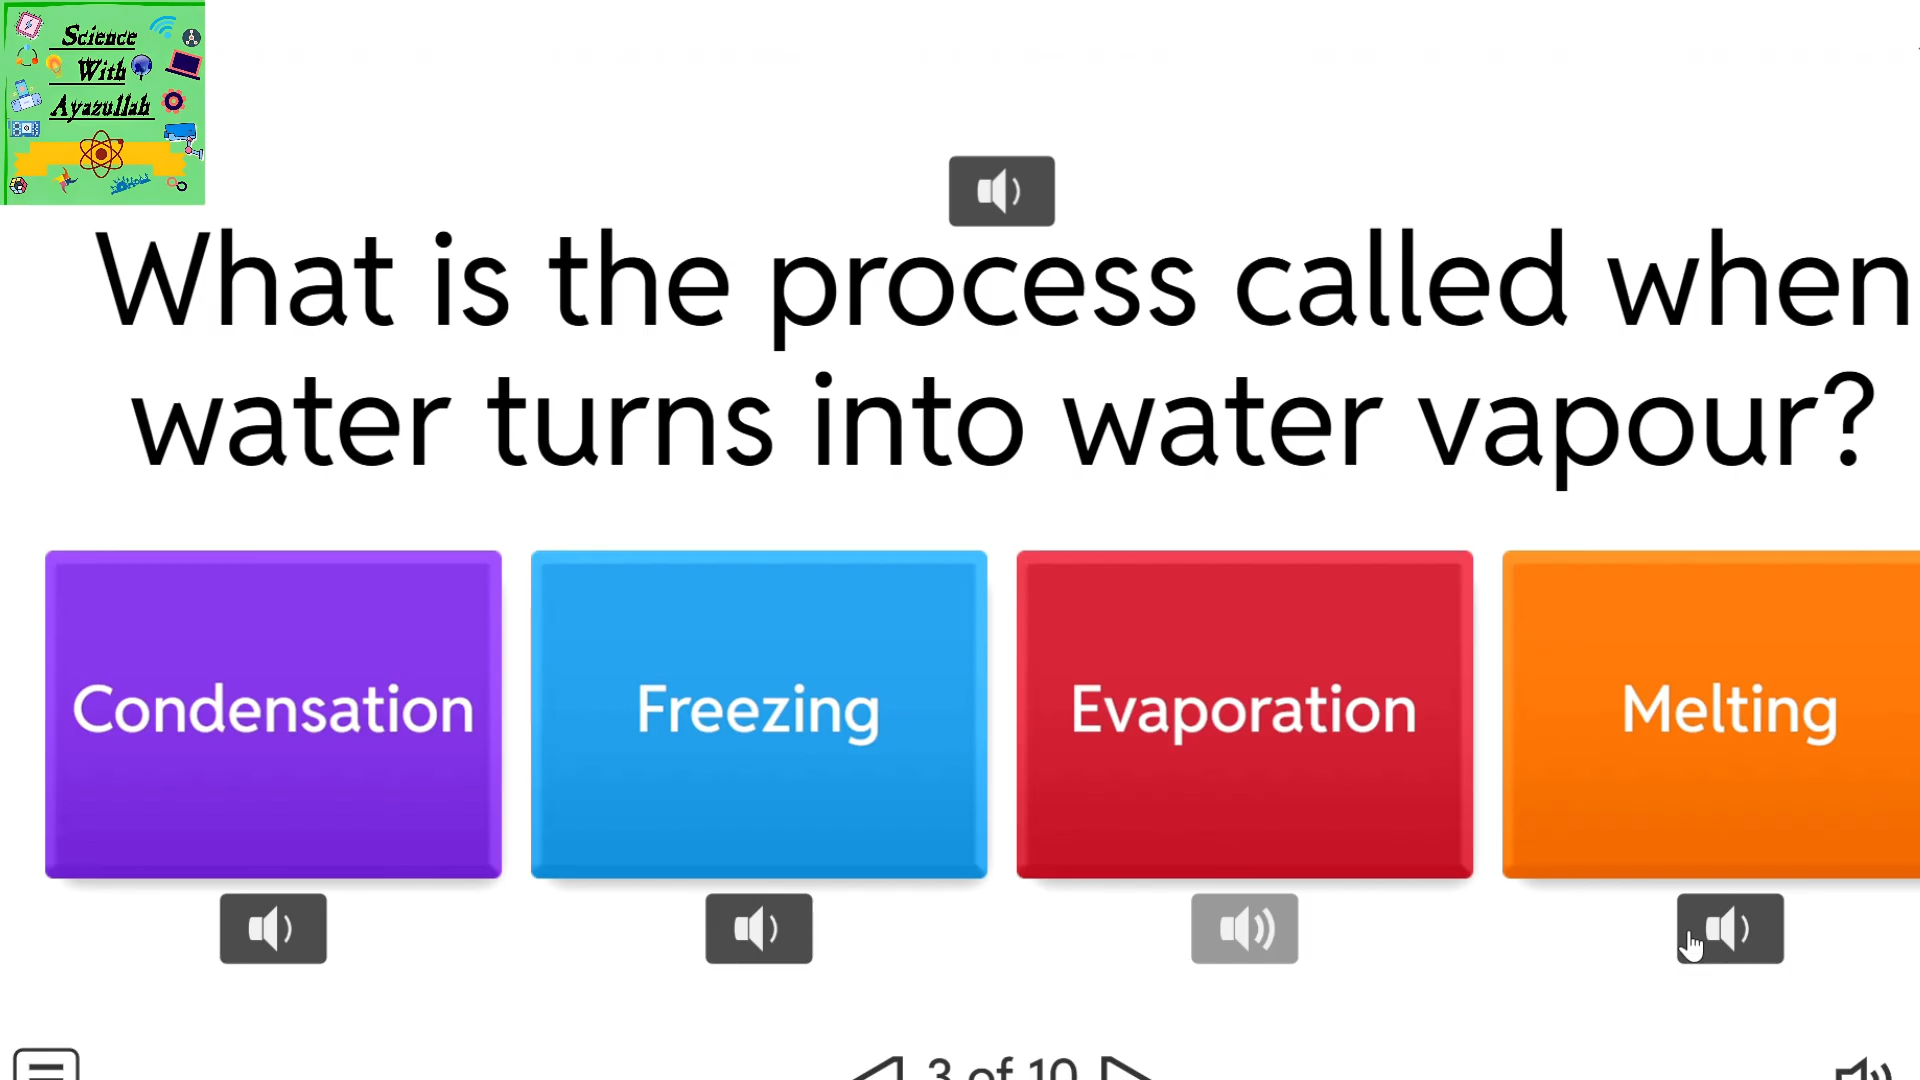 Science
With
Ayazullah
What is the process called when
water turns into water vapour?
Condensation
Freezing
Evaporation
Melting
3 of 10